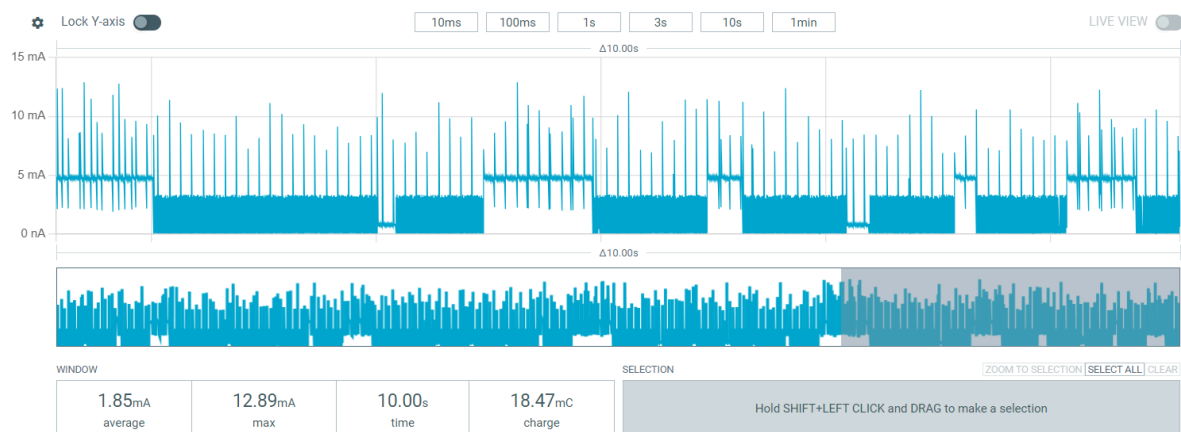 Lock Y-axis 10ms 100ms 1s 3s 10s 1min LIVE VIEW
Δ10.00s
15 mA
10 mA
5 mA
0 nA
Δ10.00s
WINDOW SELECTION ZOOM TO SELECTION SELECT ALL CLEAR
1.85mA 12.89mA 10.00s 18.47mC
average max time charge
Hold SHIFT+LEFT CLICK and DRAG to make a selection